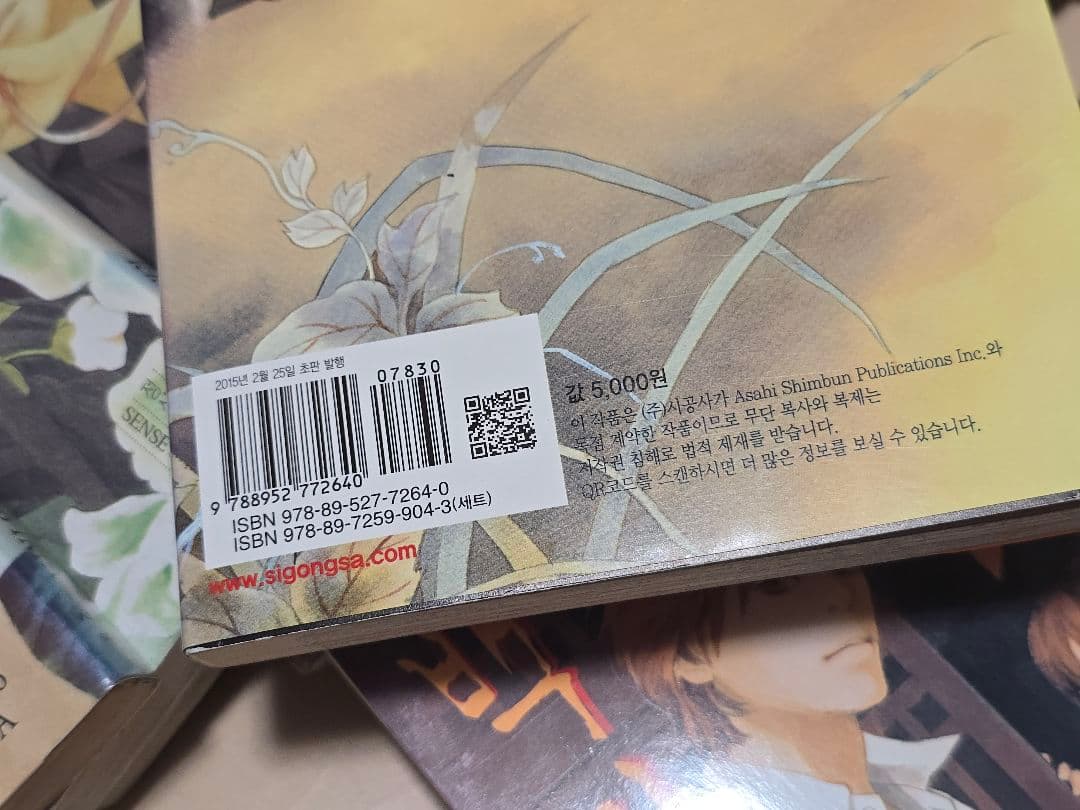 2015년 2월 25일 초판 발행
07830
9 788952 772640
ISBN 978-89-527-7264-0
ISBN 978-89-7259-904-3(세트)
www.sigongsa.com
값 5,000원
이 작품은 (주)시공사가 Asahi Shimbun Publications Inc.와
독점 계약한 작품이므로 무단 복사와 복제는
저작권 침해로 법적 제재를 받습니다.
QR코드를 스캔하시면 더 많은 정보를 보실 수 있습니다.
SENSE
A